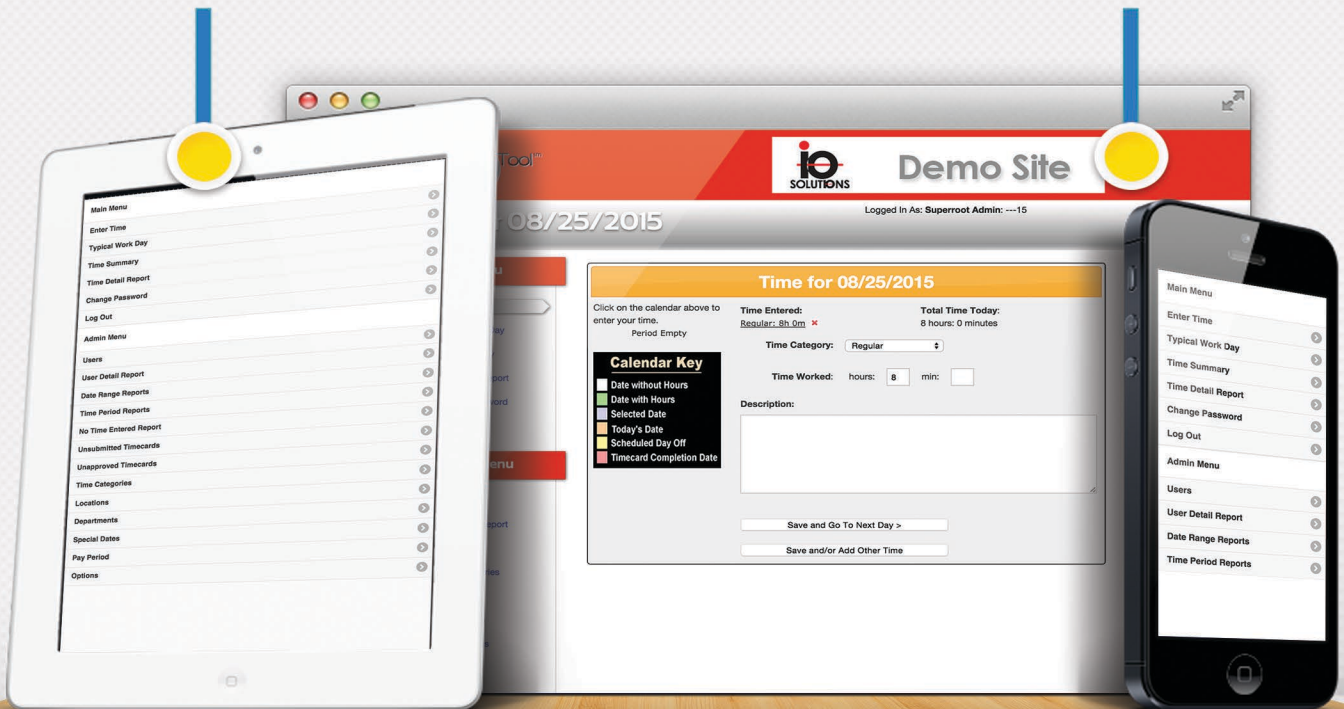 Main Menu
Enter Time
Typical Work Day
Time Summary
Time Detail Report
Change Password
Log Out
Admin Menu
Users
User Detail Report
Date Range Reports
Time Period Reports
No Time Entered Report
Unsubmitted Timecards
Unapproved Timecards
Time Categories
Locations
Departments
Special Dates
Pay Period
Options
Tool™
iO SOLUTIONS
Demo Site
Logged In As: Superroot Admin: ---15
08/25/2015
Time for 08/25/2015
Click on the calendar above to
enter your time.
Period Empty
Calendar Key
Date without Hours
Date with Hours
Selected Date
Today's Date
Scheduled Day Off
Timecard Completion Date
Time Entered:
Regular: 8h 0m ×
Total Time Today:
8 hours: 0 minutes
Time Category: Regular
Time Worked: hours: 8 min:
Description:
Save and Go To Next Day >
Save and/or Add Other Time
Main Menu
Enter Time
Typical Work Day
Time Summary
Time Detail Report
Change Password
Log Out
Admin Menu
Users
User Detail Report
Date Range Reports
Time Period Reports